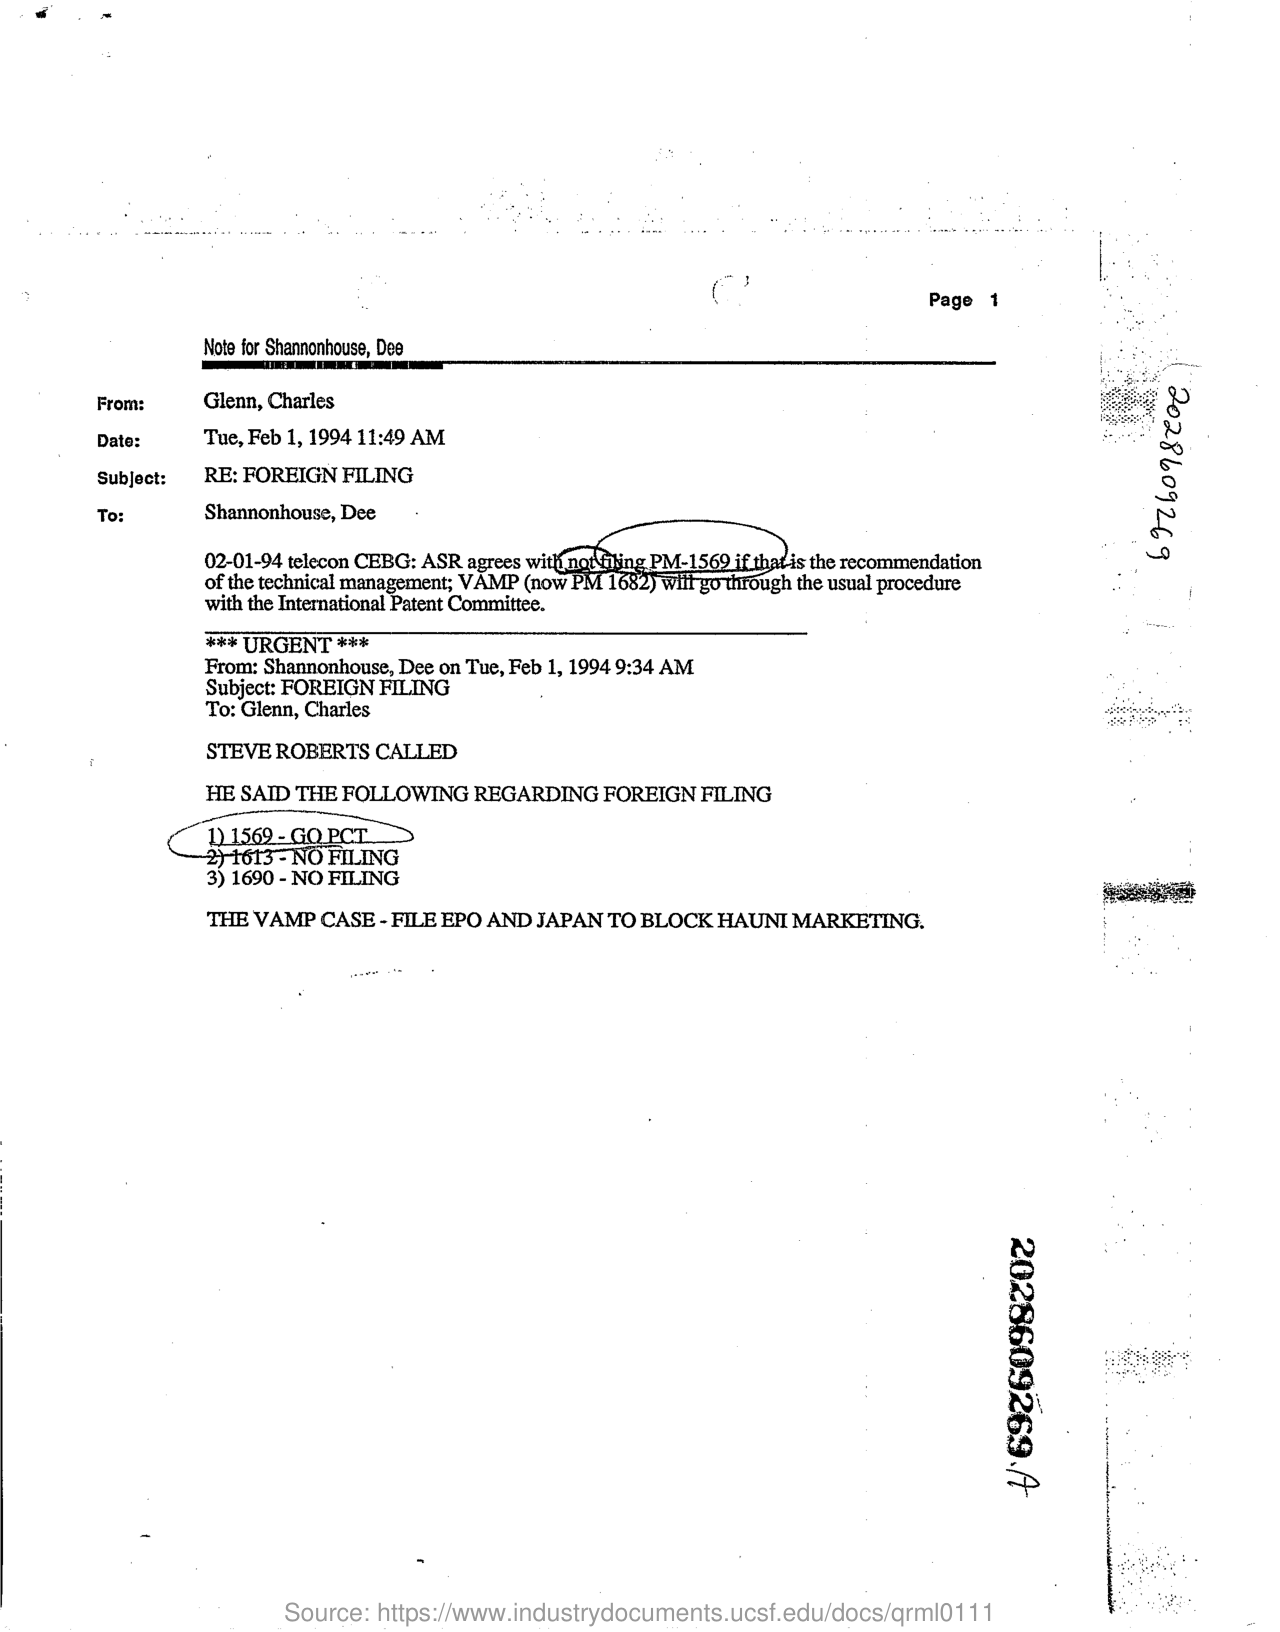 Page 1
Note for Shannonhouse, Dee
From: Glenn, Charles
Date: Tue, Feb 1, 1994 11:49 AM
Subject: RE: FOREIGN FILING
To: Shannonhouse, Dee
02-01-94 telecon CEBG: ASR agrees with not filing PM-1569 if that is the recommendation
of the technical management; VAMP (now PM 1682) will go through the usual procedure
with the International Patent Committee.
*** URGENT ***
From: Shannonhouse, Dee on Tue, Feb 1, 1994 9:34 AM
Subject: FOREIGN FILING
To: Glenn, Charles
STEVE ROBERTS CALLED
HE SAID THE FOLLOWING REGARDING FOREIGN FILING
1) 1569 - GO PCT
2) 1613 - NO FILING
3) 1690 - NO FILING
THE VAMP CASE - FILE EPO AND JAPAN TO BLOCK HAUNI MARKETING.
2028609269
2028609269.A
Source: https://www.industrydocuments.ucsf.edu/docs/qrml0111